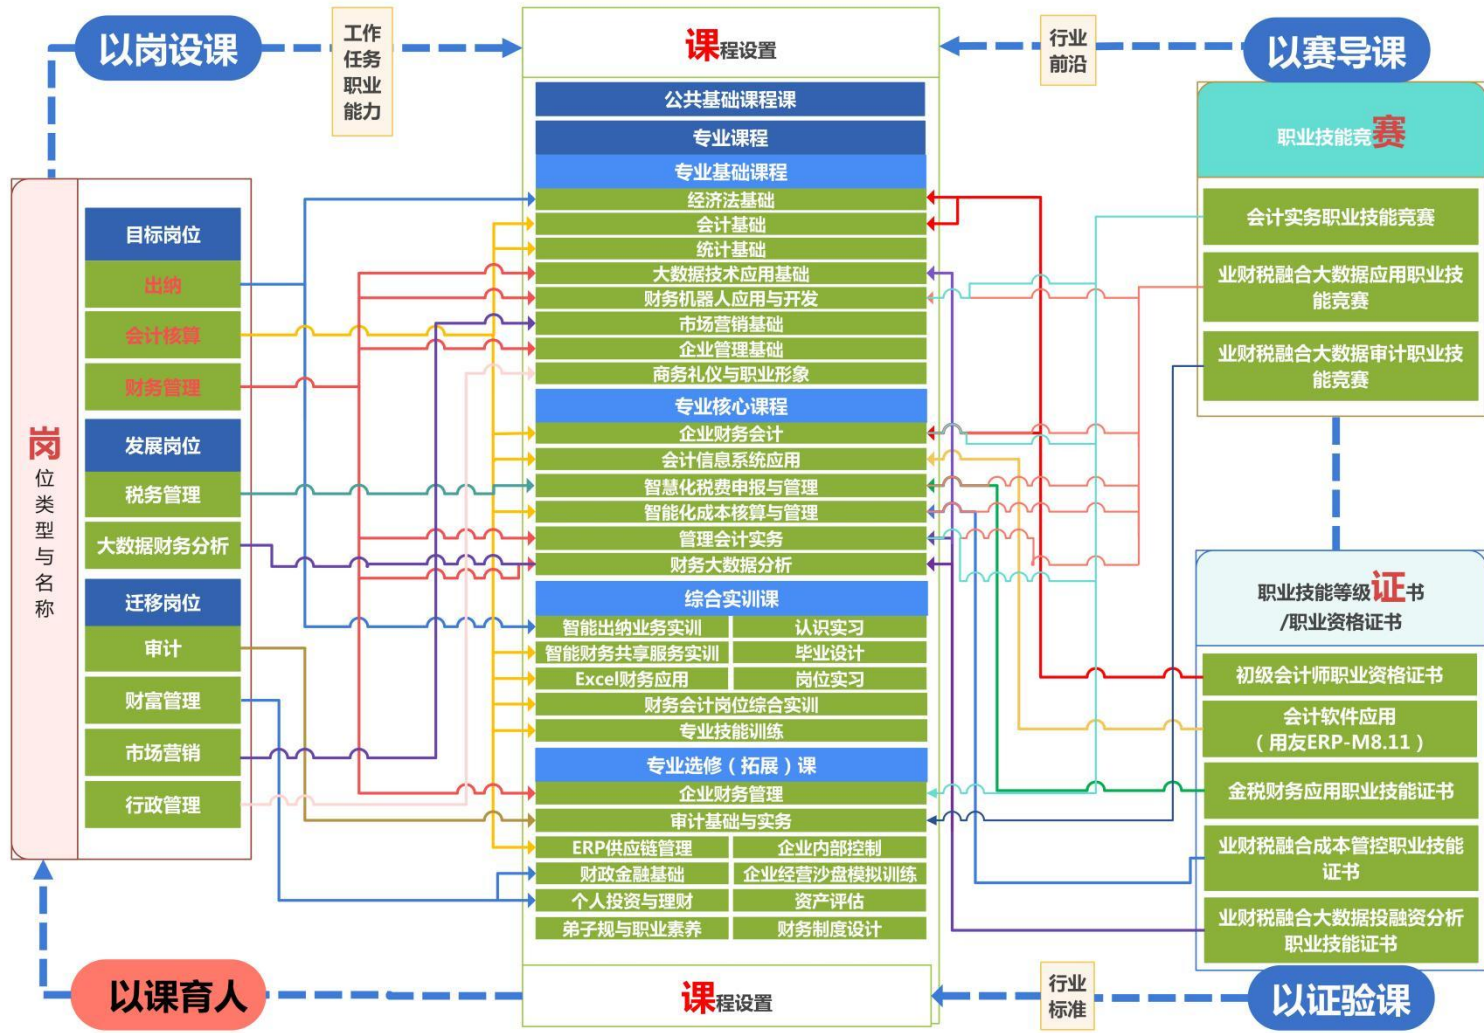 以岗设课
工作
任务
职业
能力
课程设置
行业
前沿
以赛导课
岗位类型与名称
目标岗位
出纳
会计核算
财务管理
发展岗位
税务管理
大数据财务分析
迁移岗位
审计
财富管理
市场营销
行政管理
公共基础课程课
专业课程
专业基础课程
经济法基础
会计基础
统计基础
大数据技术应用基础
财务机器人应用与开发
市场营销基础
企业管理基础
商务礼仪与职业形象
专业核心课程
企业财务会计
会计信息系统应用
智慧化税费申报与管理
智能化成本核算与管理
管理会计实务
财务大数据分析
综合实训课
智能出纳业务实训 认识实习
智能财务共享服务实训 毕业设计
Excel财务应用 岗位实习
财务会计岗位综合实训
专业技能训练
专业选修（拓展）课
企业财务管理
审计基础与实务
ERP供应链管理 企业内部控制
财政金融基础 企业经营沙盘模拟训练
个人投资与理财 资产评估
弟子规与职业素养 财务制度设计
职业技能竞赛
会计实务职业技能竞赛
业财税融合大数据应用职业技
能竞赛
业财税融合大数据审计职业技
能竞赛
职业技能等级证书
/职业资格证书
初级会计师职业资格证书
会计软件应用
（用友ERP-M8.11）
金税财务应用职业技能证书
业财税融合成本管控职业技能
证书
业财税融合大数据投融资分析
职业技能证书
以课育人
课程设置
行业
标准
以证验课